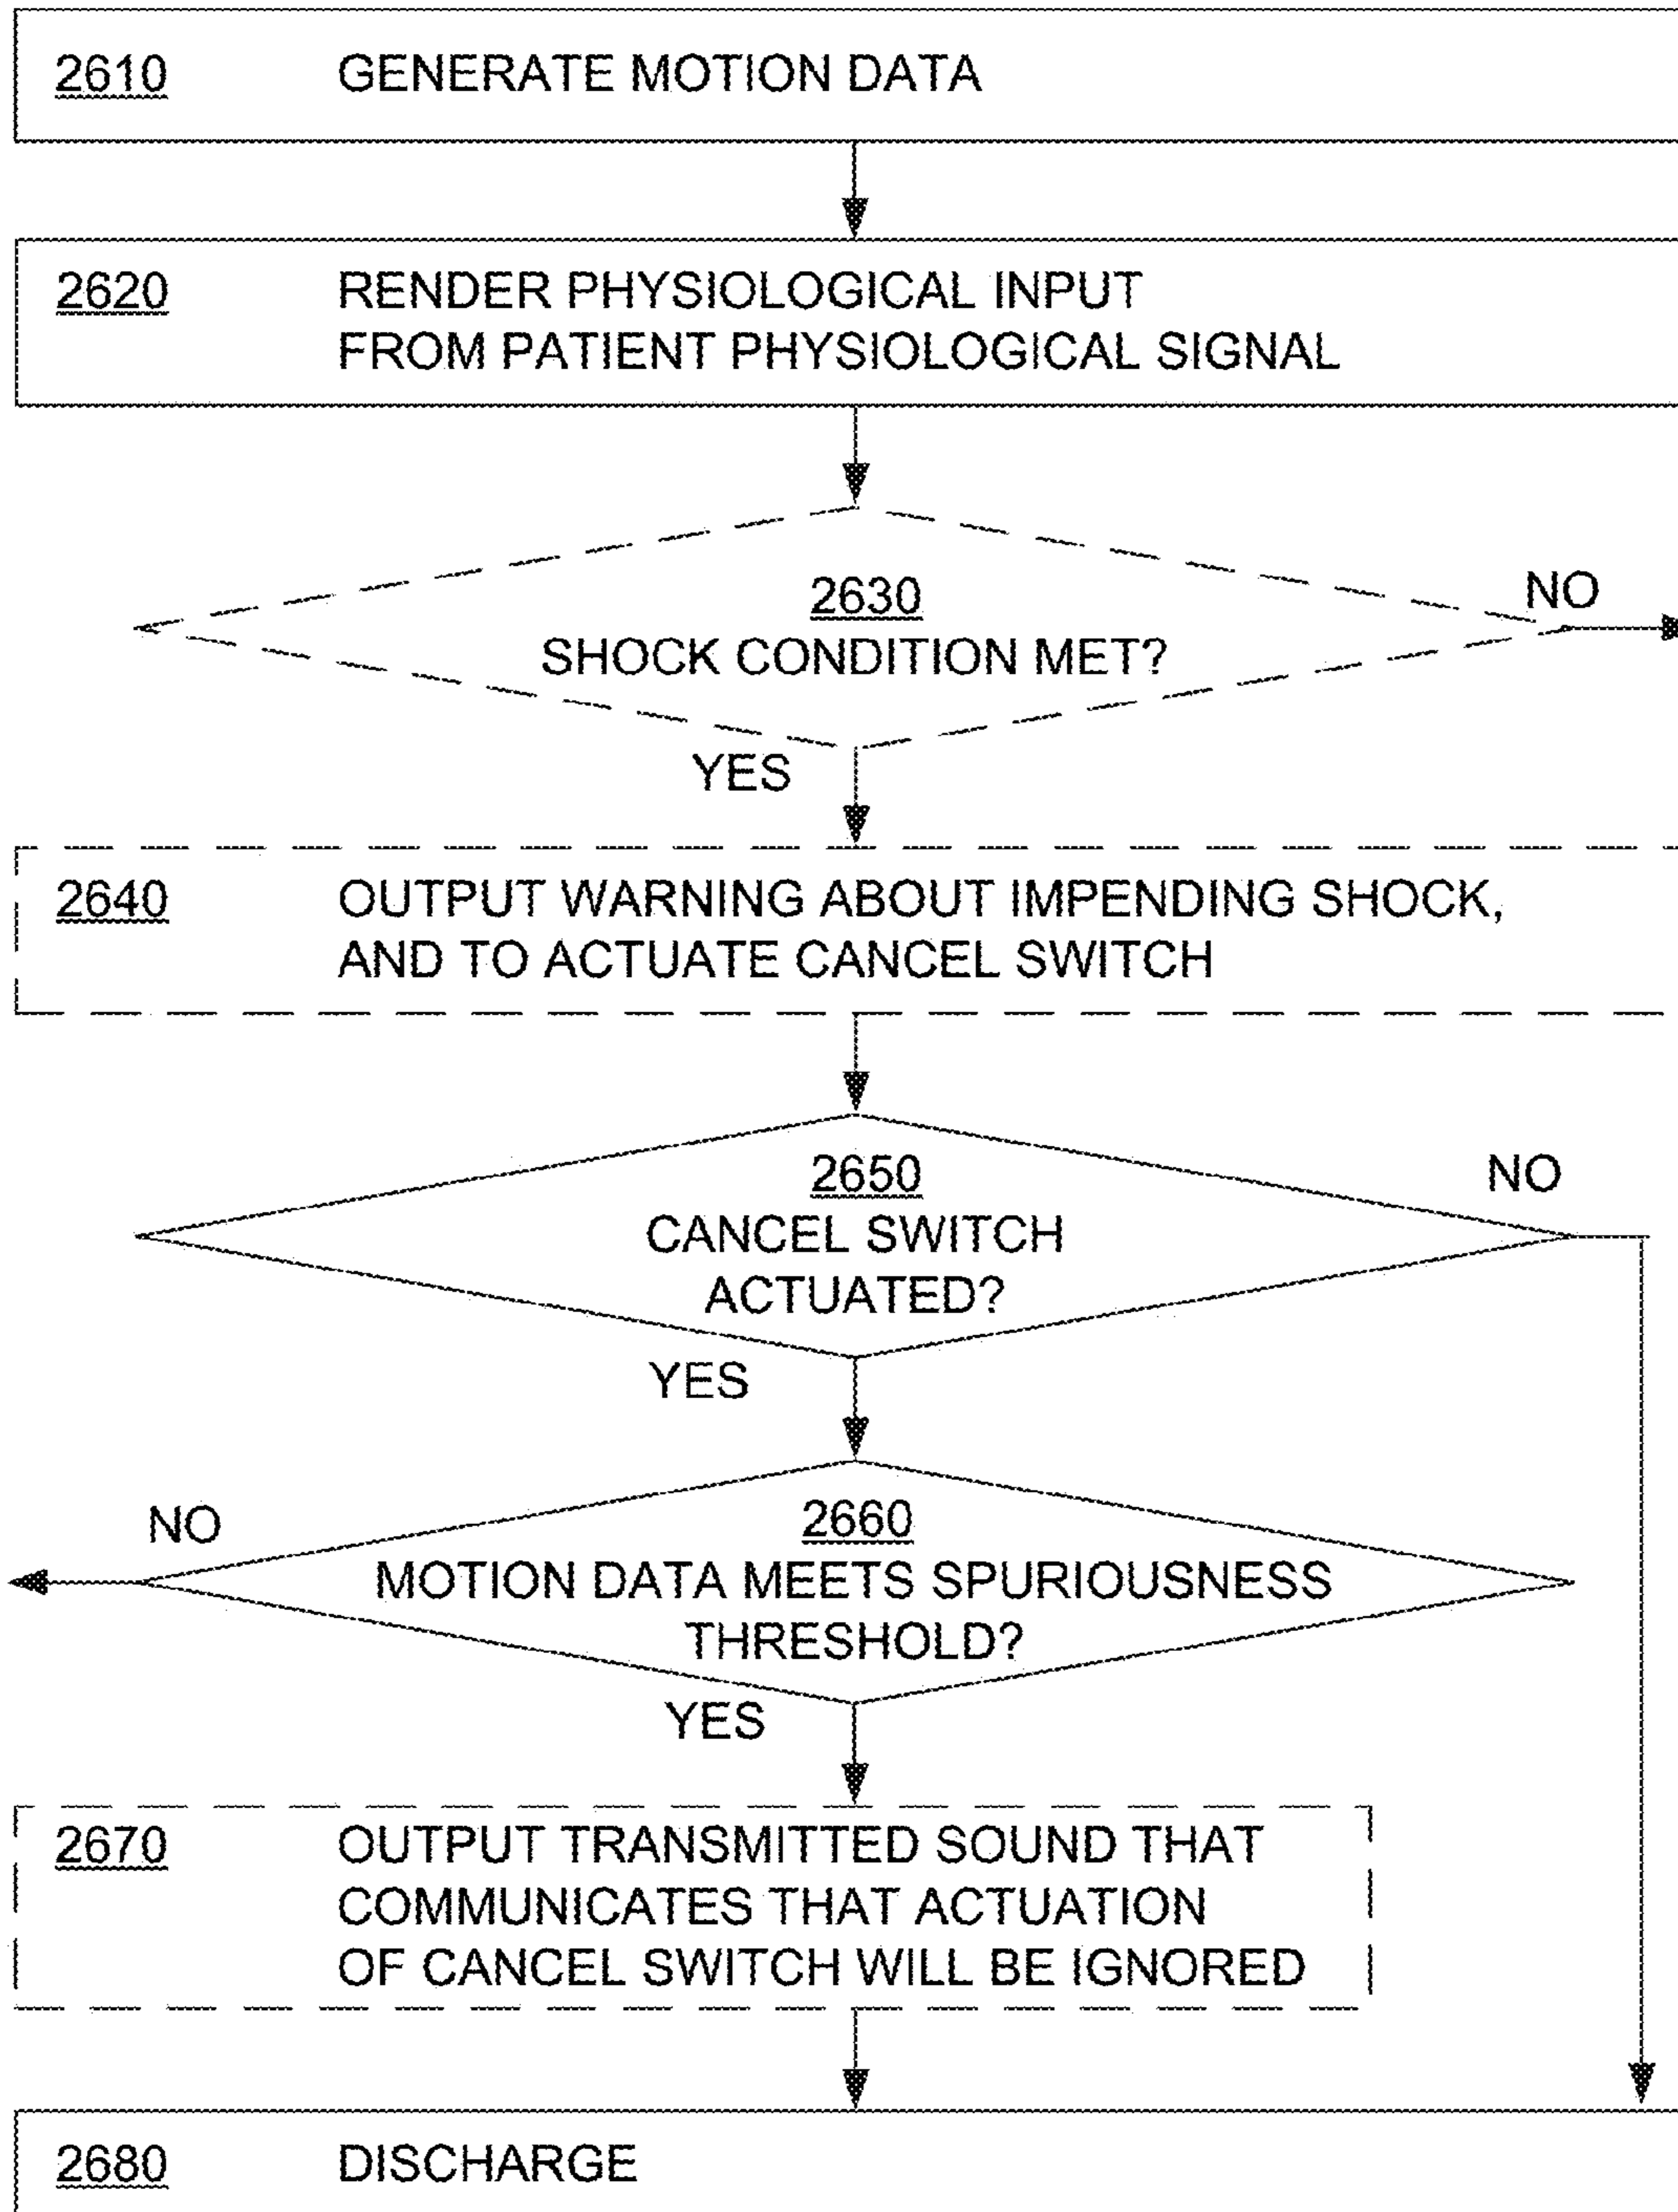 2610 GENERATE MOTION DATA
2620 RENDER PHYSIOLOGICAL INPUT
FROM PATIENT PHYSIOLOGICAL SIGNAL
2630
NO
SHOCK CONDITION MET?
YES
2640 OUTPUT WARNING ABOUT IMPENDING SHOCK,
AND TO ACTUATE CANCEL SWITCH
2650
NO
CANCEL SWITCH
ACTUATED?
YES
NO
2660
MOTION DATA MEETS SPURIOUSNESS
THRESHOLD?
YES
2670 OUTPUT TRANSMITTED SOUND THAT
COMMUNICATES THAT ACTUATION
OF CANCEL SWITCH WILL BE IGNORED
2680 DISCHARGE